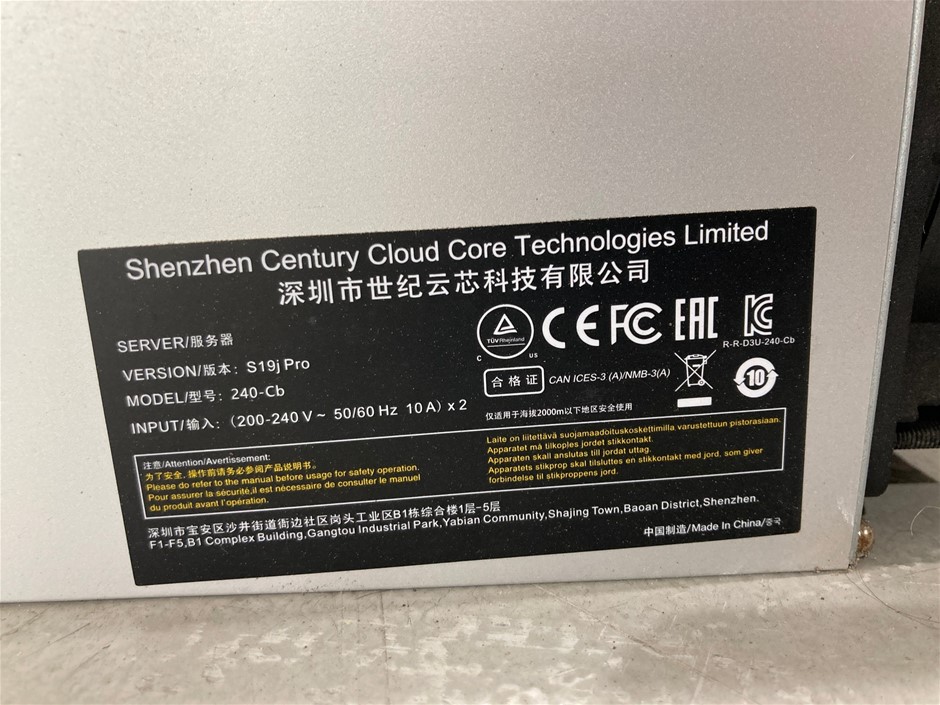 Shenzhen Century Cloud Core Technologies Limited
深圳市世纪云芯科技有限公司
SERVER/服务器
VERSION/版本: S19j Pro
MODEL/型号: 240-Cb
INPUT/输入: (200-240 V ~ 50/60 Hz 10 A) x 2
TÜVRheinland
C US
CE FC EAC KC
R-R-D3U-240-Cb
合格证 CAN ICES-3 (A)/NMB-3(A)
10
仅适用于海拔2000m以下地区安全使用
注意/Attention/Avertissement:
为了安全, 操作前请务必参阅产品说明书。
Please do refer to the manual before usage for safety operation.
Pour assurer la sécurité,il est nécessaire de consulter le manuel
du produit avant l'opération.
Laite on liitettävä suojamaadoituskoskettimilla varustettuun pistorasiaan.
Apparatet må tilkoples jordet stikkontakt.
Apparaten skall anslutas till jordat uttag.
Apparatets stikprop skal tilsluttes en stikkontakt med jord, som giver
forbindelse til stikproppens jord.
深圳市宝安区沙井街道衙边社区岗头工业区B1栋综合楼1层-5层
F1-F5,B1 Complex Building,Gangtou Industrial Park,Yabian Community,Shajing Town,Baoan District,Shenzhen.
中国制造/Made In China/중국